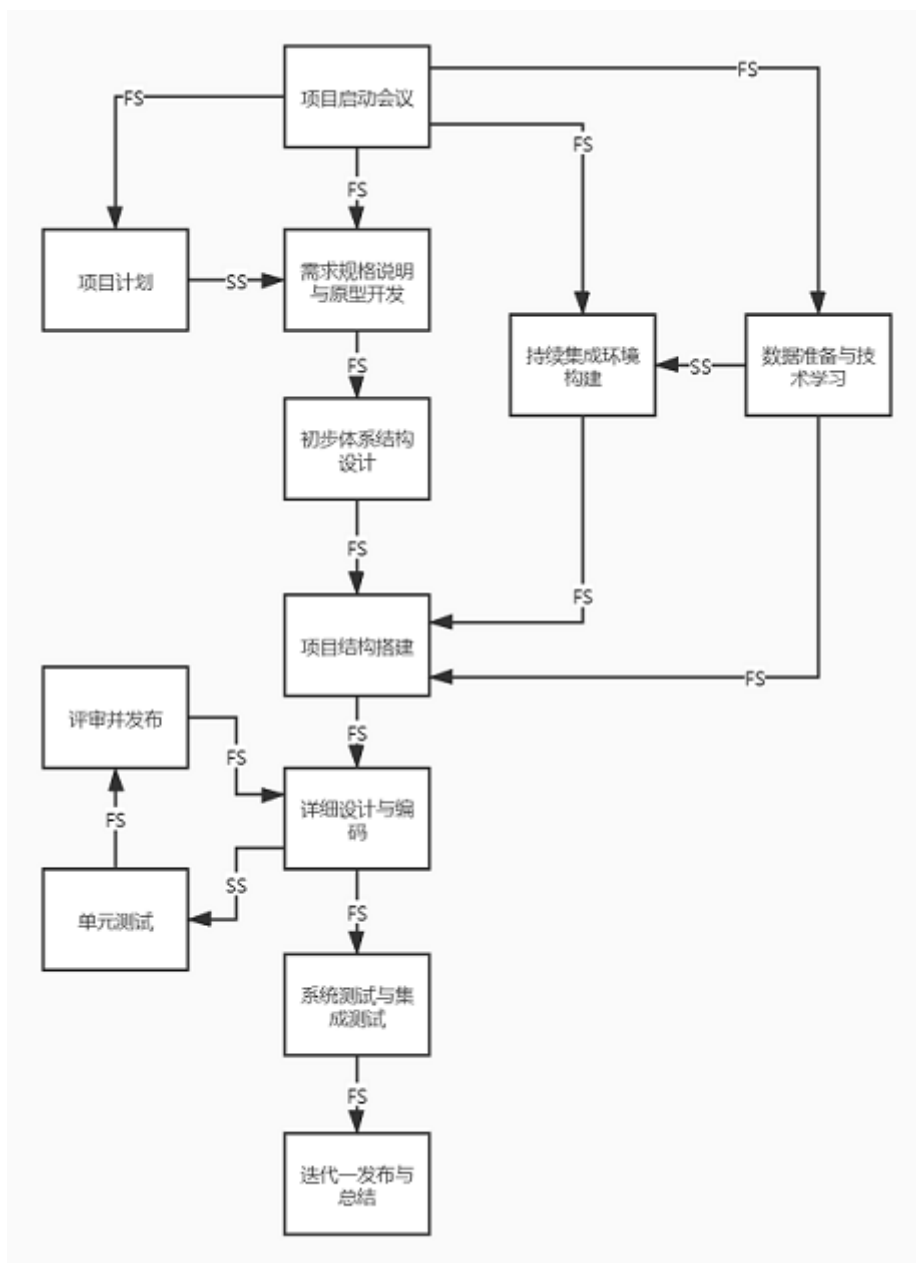 项目启动会议
FS
FS
FS
FS
项目计划
SS
需求规格说明
与原型开发
持续集成环境
构建
SS
数据准备与技
术学习
FS
初步体系结构
设计
FS
FS
项目结构搭建
FS
评审并发布
FS
FS
详细设计与编
码
FS
SS
单元测试
FS
系统测试与集
成测试
FS
迭代一发布与
总结